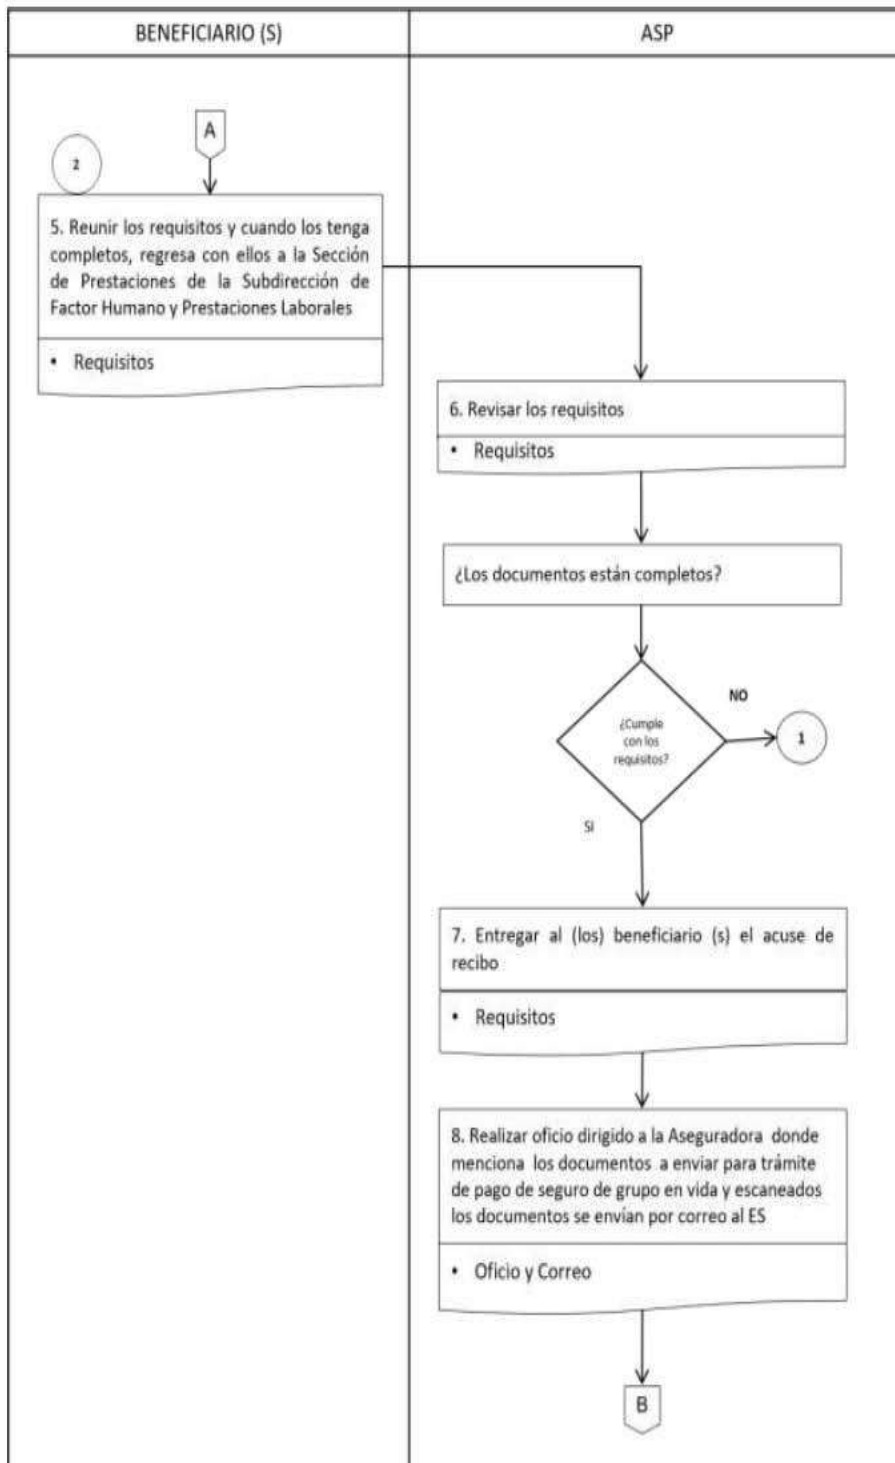 BENEFICIARIO (S)
ASP
A
2
5. Reunir los requisitos y cuando los tenga
completos, regresa con ellos a la Sección
de Prestaciones de la Subdirección de
Factor Humano y Prestaciones Laborales
• Requisitos
6. Revisar los requisitos
• Requisitos
¿Los documentos están completos?
¿Cumple
con los
requisitos?
NO
1
SI
7. Entregar al (los) beneficiario (s) el acuse de
recibo
• Requisitos
8. Realizar oficio dirigido a la Aseguradora donde
menciona los documentos a enviar para trámite
de pago de seguro de grupo en vida y escaneados
los documentos se envían por correo al ES
• Oficio y Correo
B